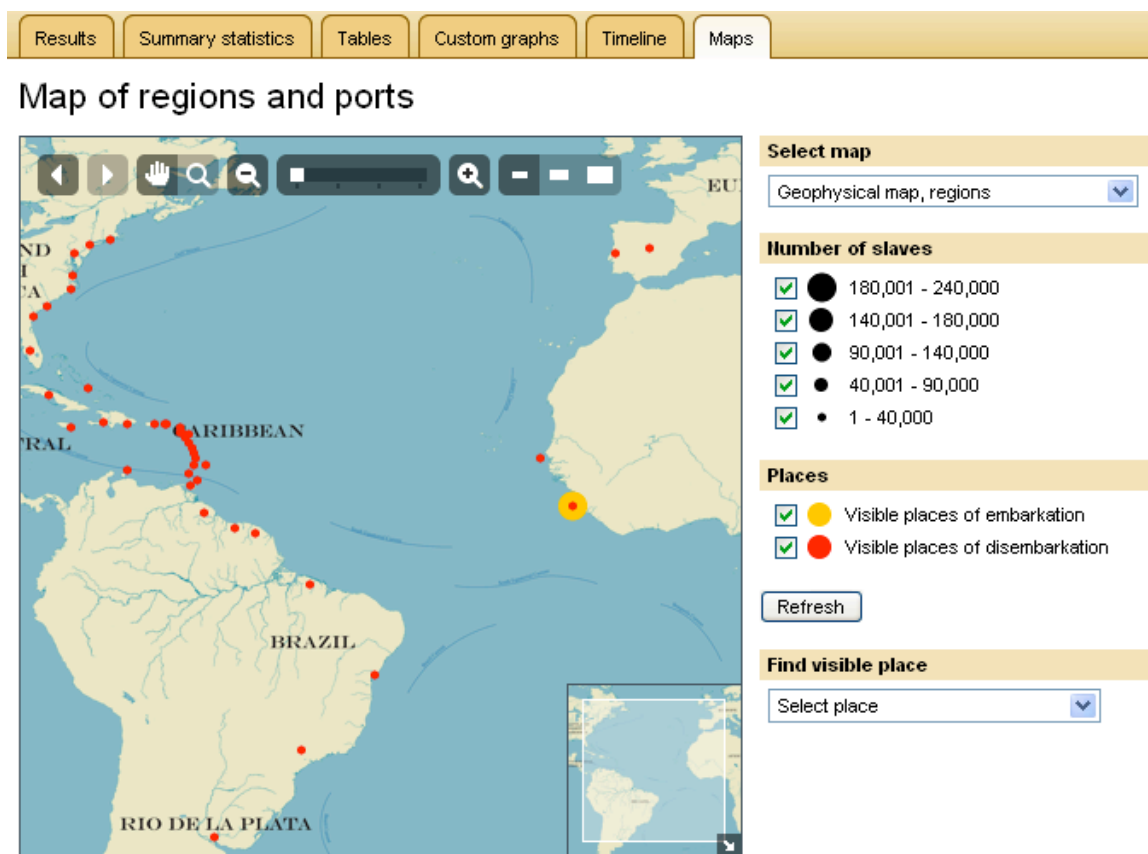 Results Summary statistics Tables Custom graphs Timeline Maps
Map of regions and ports
Select map
Geophysical map, regions
Number of slaves
180,001 - 240,000
140,001 - 180,000
90,001 - 140,000
40,001 - 90,000
1 - 40,000
Places
Visible places of embarkation
Visible places of disembarkation
Refresh
Find visible place
Select place
EU
ND
I
CA
CARIBBEAN
TRAL
BRAZIL
RIO DE LA PLATA